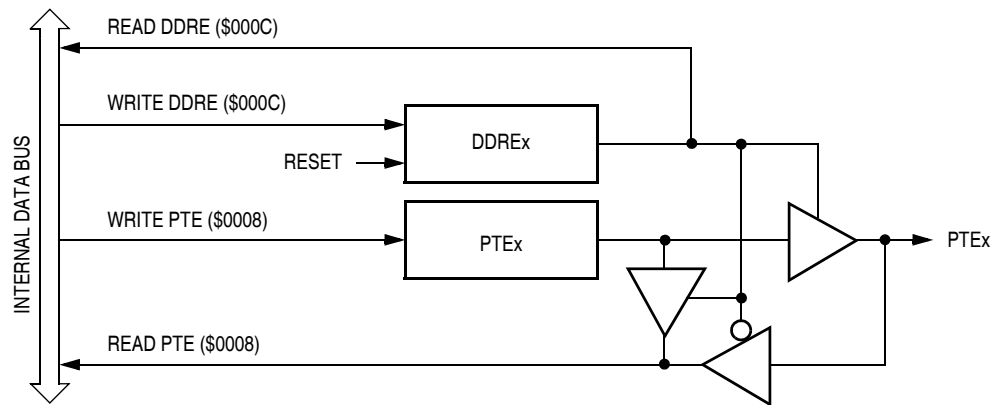 READ DDRE ($000C)
WRITE DDRE ($000C)
DDREx
RESET
WRITE PTE ($0008)
PTEx
PTEx
READ PTE ($0008)
INTERNAL DATA BUS